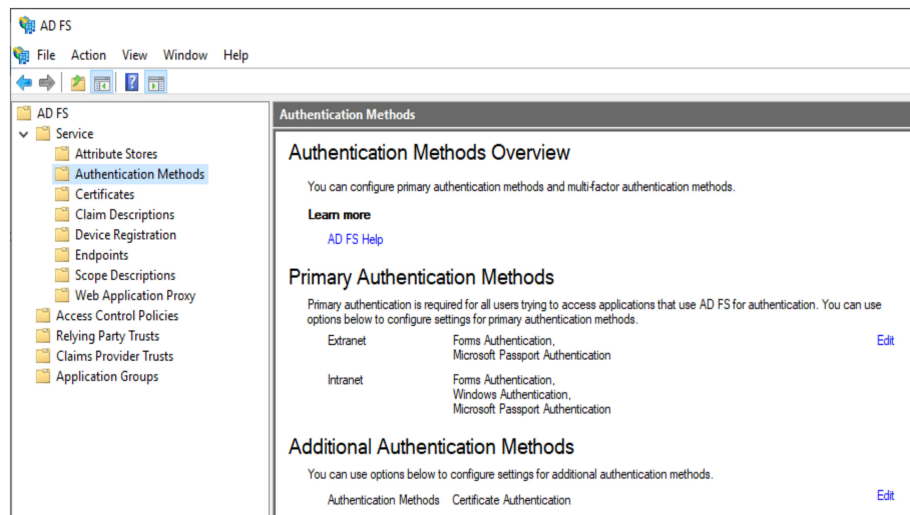 AD FS
File Action View Window Help
AD FS
Service
Attribute Stores
Authentication Methods
Certificates
Claim Descriptions
Device Registration
Endpoints
Scope Descriptions
Web Application Proxy
Access Control Policies
Relying Party Trusts
Claims Provider Trusts
Application Groups
Authentication Methods
Authentication Methods Overview
You can configure primary authentication methods and multi-factor authentication methods.
Learn more
AD FS Help
Primary Authentication Methods
Primary authentication is required for all users trying to access applications that use AD FS for authentication. You can use
options below to configure settings for primary authentication methods.
Extranet Forms Authentication, Edit
Microsoft Passport Authentication
Intranet Forms Authentication,
Windows Authentication,
Microsoft Passport Authentication
Additional Authentication Methods
You can use options below to configure settings for additional authentication methods.
Authentication Methods Certificate Authentication Edit